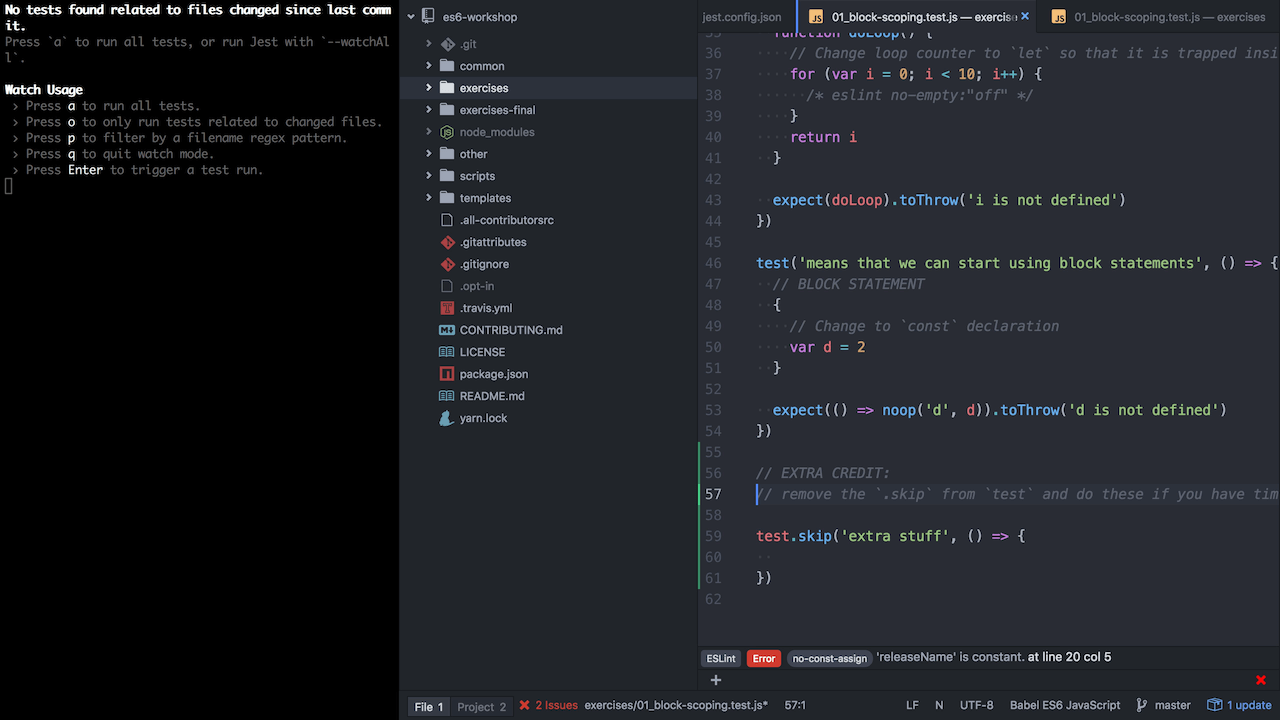 No tests found related to files changed since last comm
it.
Press `a` to run all tests, or run Jest with `--watchAl
l`.
Watch Usage
› Press a to run all tests.
› Press o to only run tests related to changed files.
› Press p to filter by a filename regex pattern.
› Press q to quit watch mode.
› Press Enter to trigger a test run.
es6-workshop
.git
common
exercises
exercises-final
node_modules
other
scripts
templates
.all-contributorsrc
.gitattributes
.gitignore
.opt-in
.travis.yml
CONTRIBUTING.md
LICENSE
package.json
README.md
yarn.lock
jest.config.json
01_block-scoping.test.js — exercise
01_block-scoping.test.js — exercises
35 function doLoop() {
36 // Change loop counter to `let` so that it is trapped insi
37 for (var i = 0; i < 10; i++) {
38 /* eslint no-empty:"off" */
39 }
40 return i
41 }
42
43 expect(doLoop).toThrow('i is not defined')
44 })
45
46 test('means that we can start using block statements', () => {
47 // BLOCK STATEMENT
48 {
49 // Change to `const` declaration
50 var d = 2
51 }
52
53 expect(() => noop('d', d)).toThrow('d is not defined')
54 })
55
56 // EXTRA CREDIT:
57 // remove the `.skip` from `test` and do these if you have tim
58
59 test.skip('extra stuff', () => {
60
61 })
62
ESLint Error no-const-assign 'releaseName' is constant. at line 20 col 5
+
File 1 Project 2 2 Issues exercises/01_block-scoping.test.js* 57:1 LF N UTF-8 Babel ES6 JavaScript master 1 update